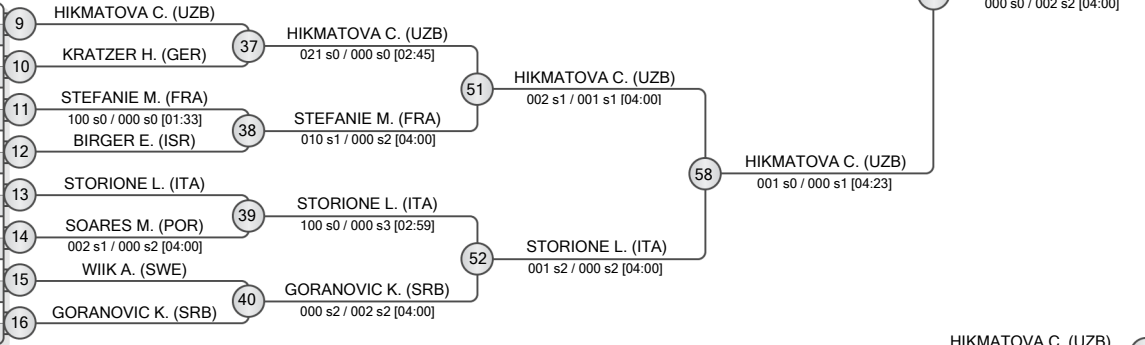 000 s0 / 002 s2 [04:00]
9
HIKMATOVA C. (UZB)
10
KRATZER H. (GER)
37
HIKMATOVA C. (UZB)
021 s0 / 000 s0 [02:45]
11
STEFANIE M. (FRA)
100 s0 / 000 s0 [01:33]
12
BIRGER E. (ISR)
38
STEFANIE M. (FRA)
010 s1 / 000 s2 [04:00]
51
HIKMATOVA C. (UZB)
002 s1 / 001 s1 [04:00]
13
STORIONE L. (ITA)
14
SOARES M. (POR)
002 s1 / 000 s2 [04:00]
39
STORIONE L. (ITA)
100 s0 / 000 s3 [02:59]
15
WIIK A. (SWE)
16
GORANOVIC K. (SRB)
40
GORANOVIC K. (SRB)
000 s2 / 002 s2 [04:00]
52
STORIONE L. (ITA)
001 s2 / 000 s2 [04:00]
58
HIKMATOVA C. (UZB)
001 s0 / 000 s1 [04:23]
HIKMATOVA C. (UZB)